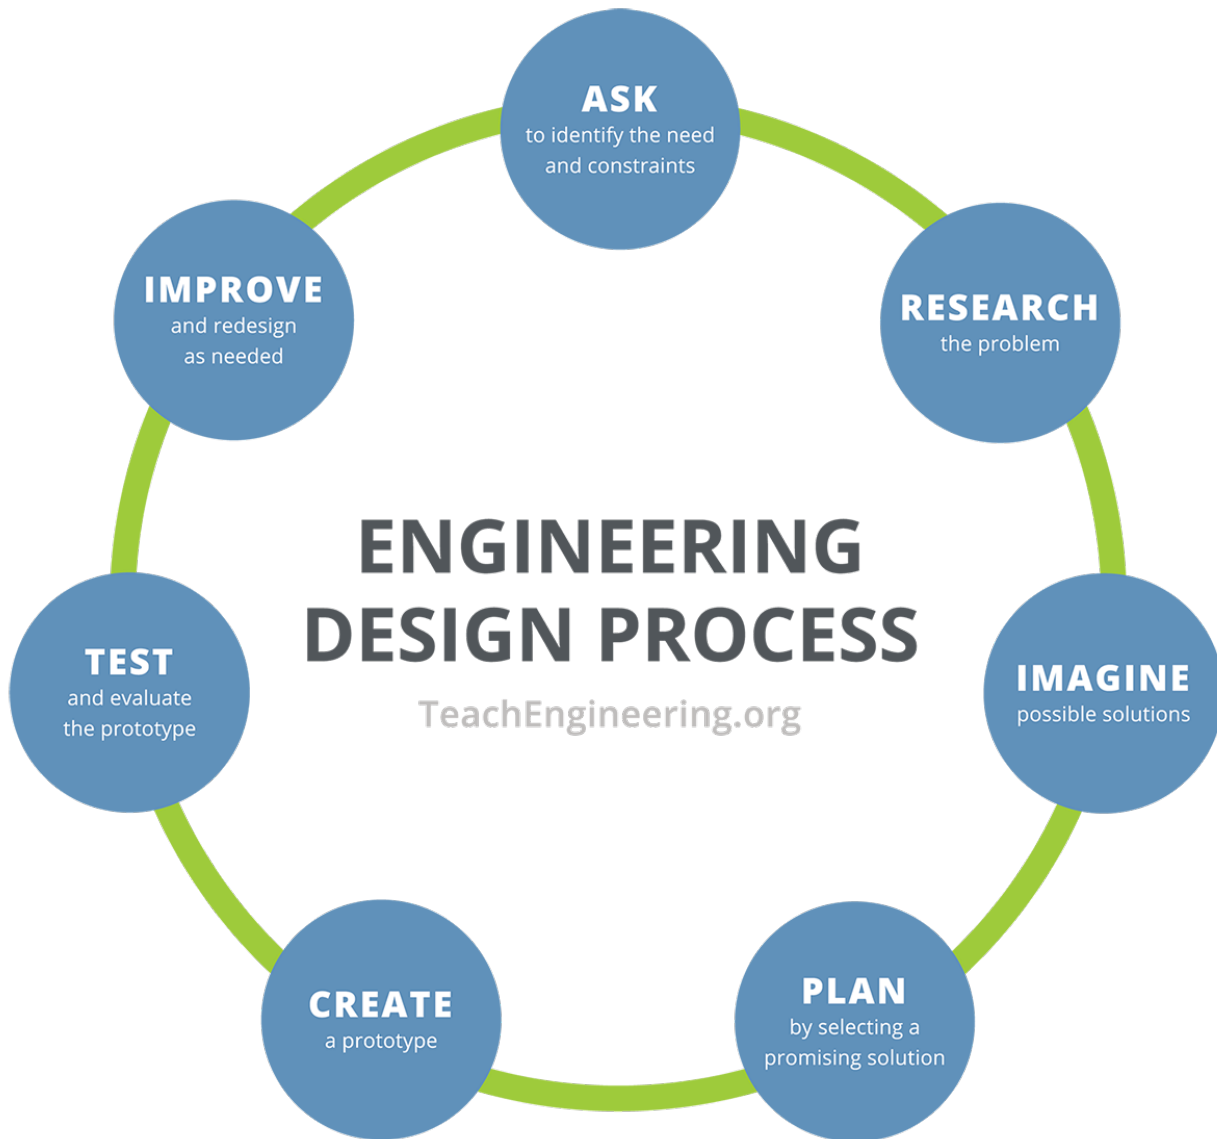 ASK
to identify the need
and constraints
RESEARCH
the problem
IMAGINE
possible solutions
PLAN
by selecting a
promising solution
CREATE
a prototype
TEST
and evaluate
the prototype
IMPROVE
and redesign
as needed
ENGINEERING
DESIGN PROCESS
TeachEngineering.org